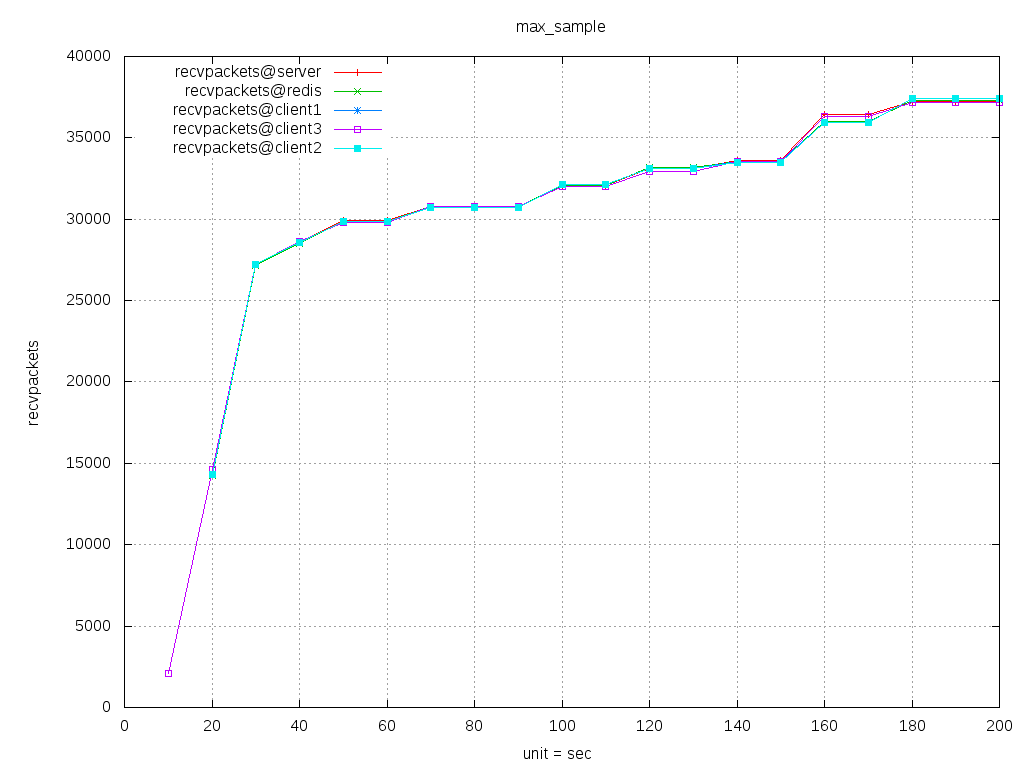 max_sample
40000
35000
30000
25000
20000
15000
10000
5000
0
recvpackets
recvpackets@server
recvpackets@redis
recvpackets@client1
recvpackets@client3
recvpackets@client2
0 20 40 60 80 100 120 140 160 180 200
unit = sec